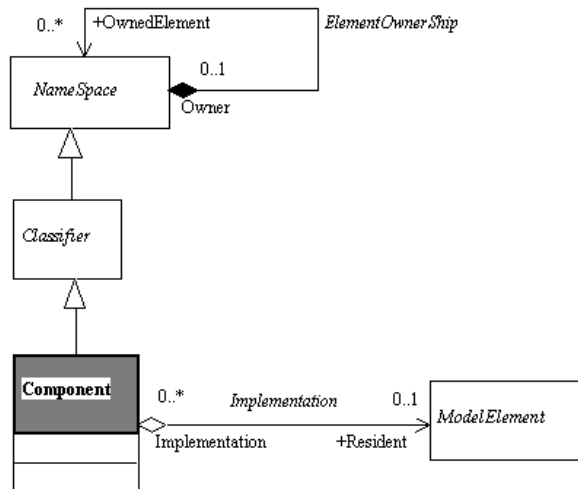 0..*
+OwnedElement
ElementOwnerShip
0..1
NameSpace
Owner
Classifier
Component
0..*
Implementation
0..1
ModelElement
Implementation
+Resident